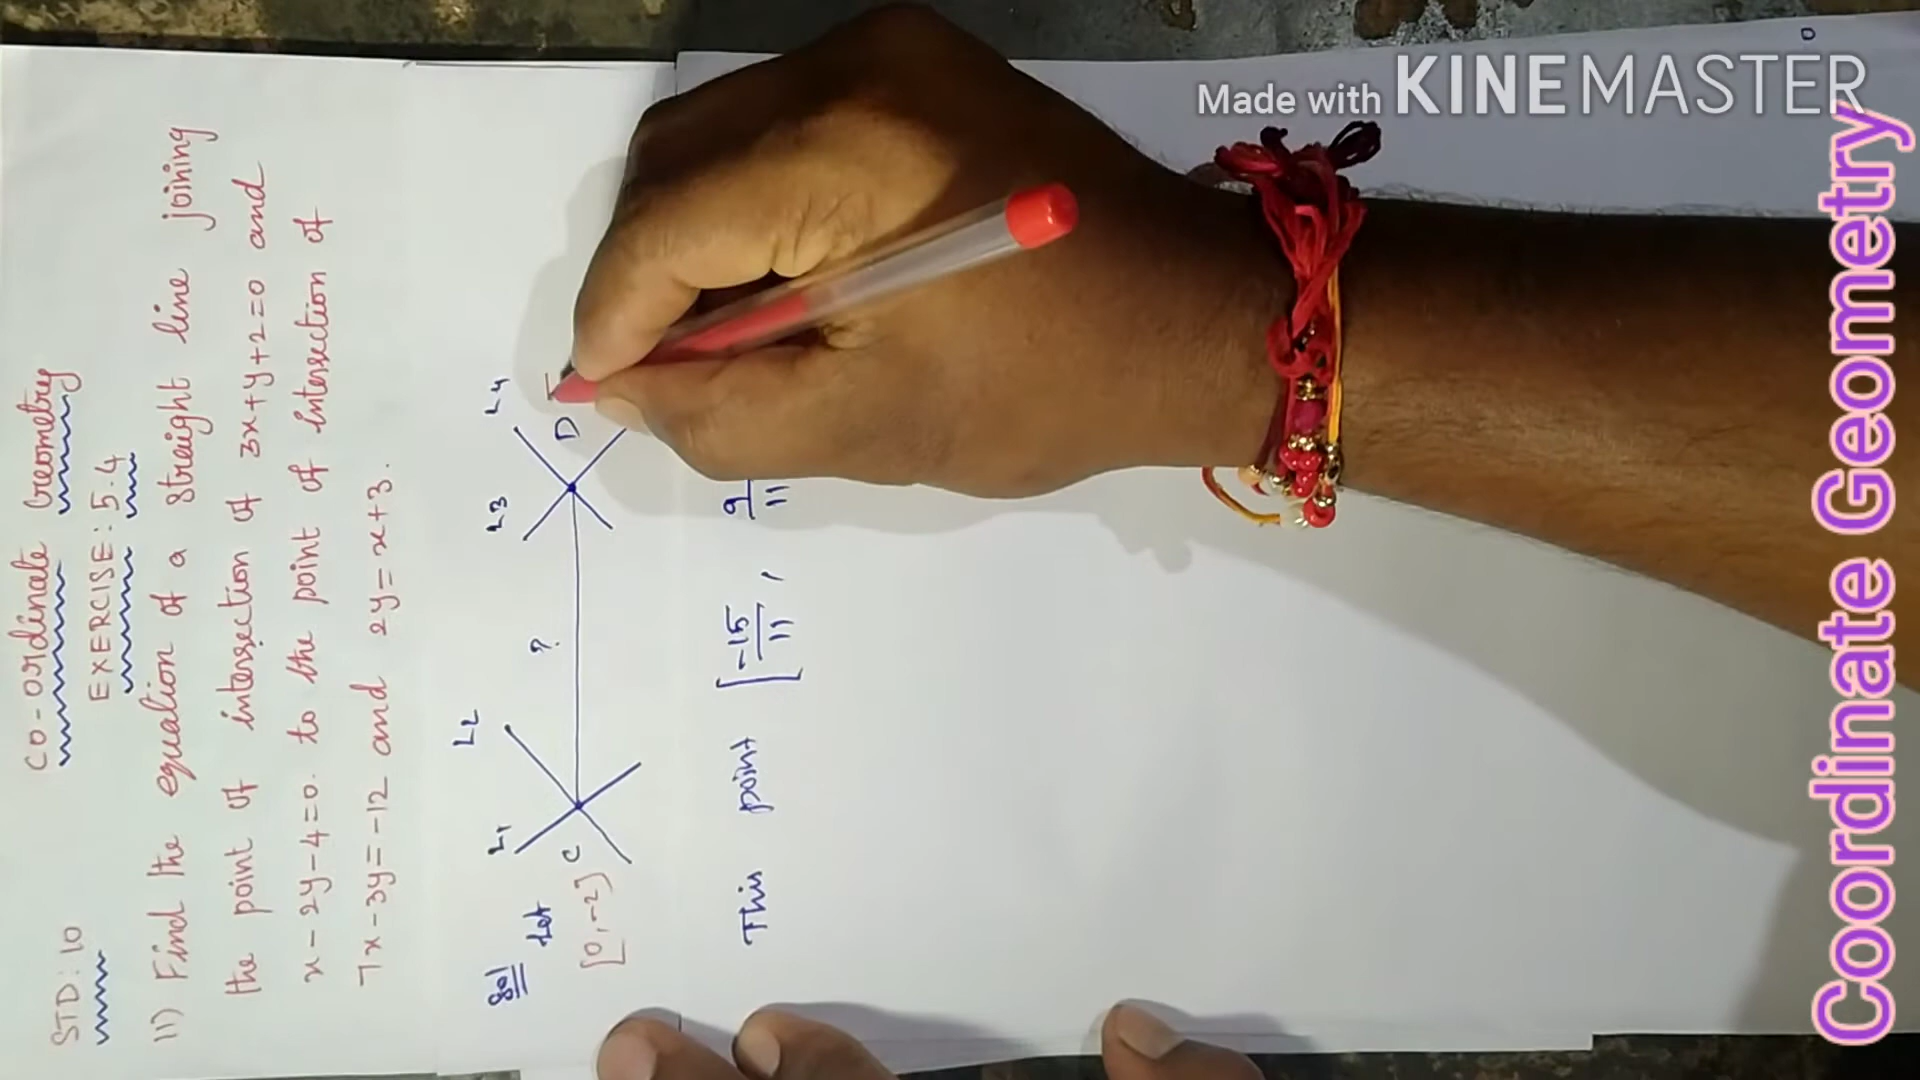 Made with KINEMASTER
Coordinate Geometry
CO-Ordinate Geometry
STD: 10
EXERCISE: 5.4
11) Find the equation of a straight line joining
the point of intersection of 3x+y+2=0 and
x-2y-4=0. to the point of intersection of
7x-3y=-12 and 2y=x+3.
Sol Let
L1 L2 L3 L4
C ? D
[0,-2]
This point [-15/11, 9/11